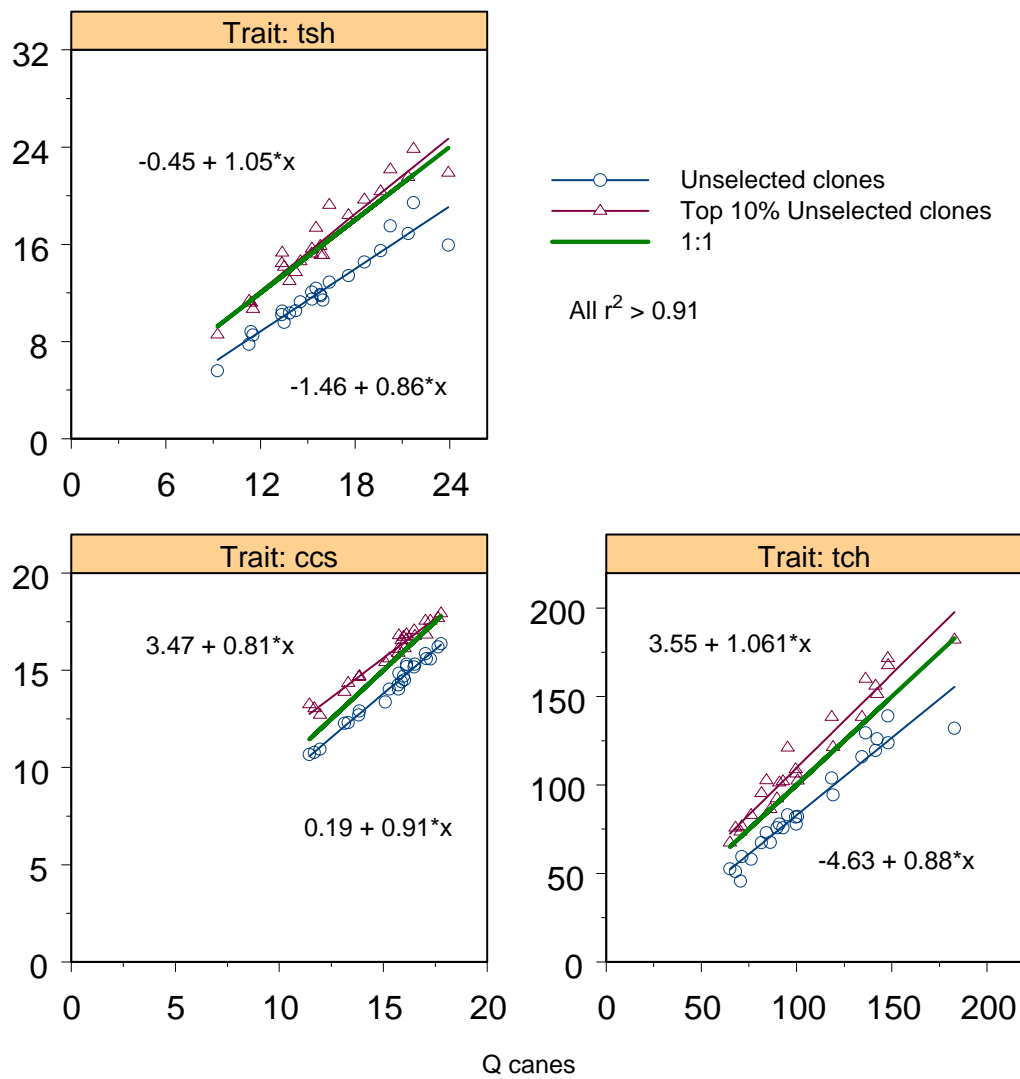 Trait: tsh
32
24
16
8
0
-0.45 + 1.05*x
-1.46 + 0.86*x
0 6 12 18 24
Unselected clones
Top 10% Unselected clones
1:1
All r² > 0.91
Trait: ccs
20
15
10
5
0
3.47 + 0.81*x
0.19 + 0.91*x
0 5 10 15 20
Trait: tch
200
150
100
50
0
3.55 + 1.061*x
-4.63 + 0.88*x
0 50 100 150 200
Q canes